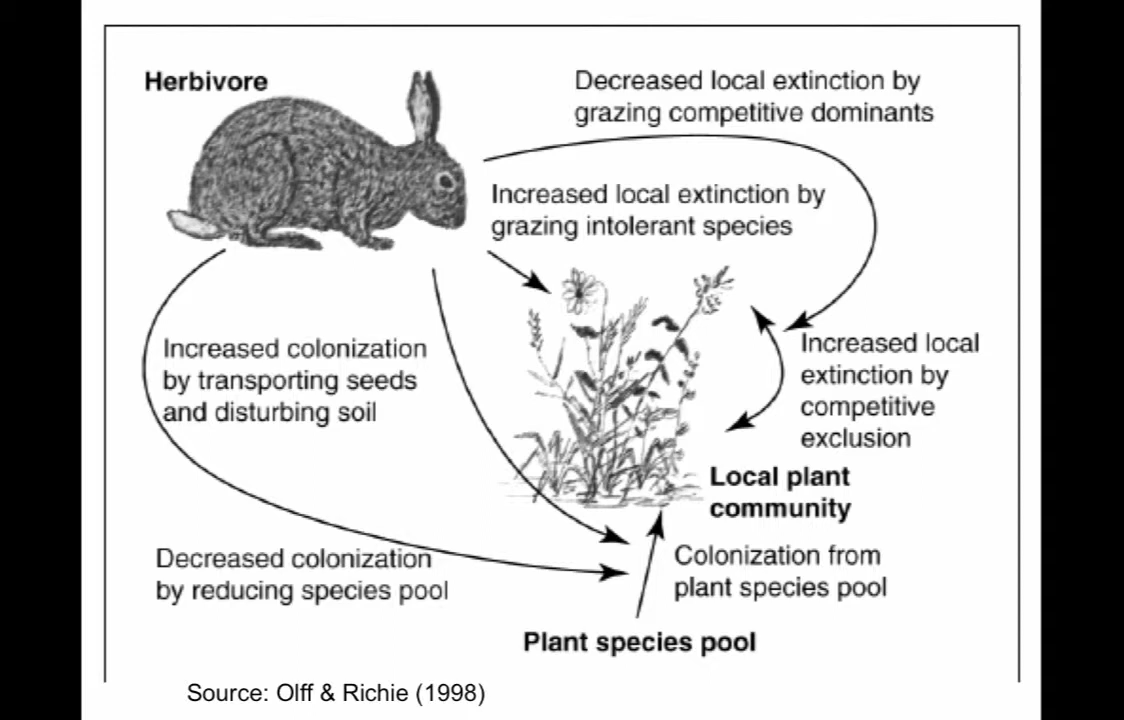 Herbivore
Decreased local extinction by
grazing competitive dominants
Increased local extinction by
grazing intolerant species
Increased colonization
by transporting seeds
and disturbing soil
Increased local
extinction by
competitive
exclusion
Local plant
community
Decreased colonization
by reducing species pool
Colonization from
plant species pool
Plant species pool
Source: Olff & Richie (1998)